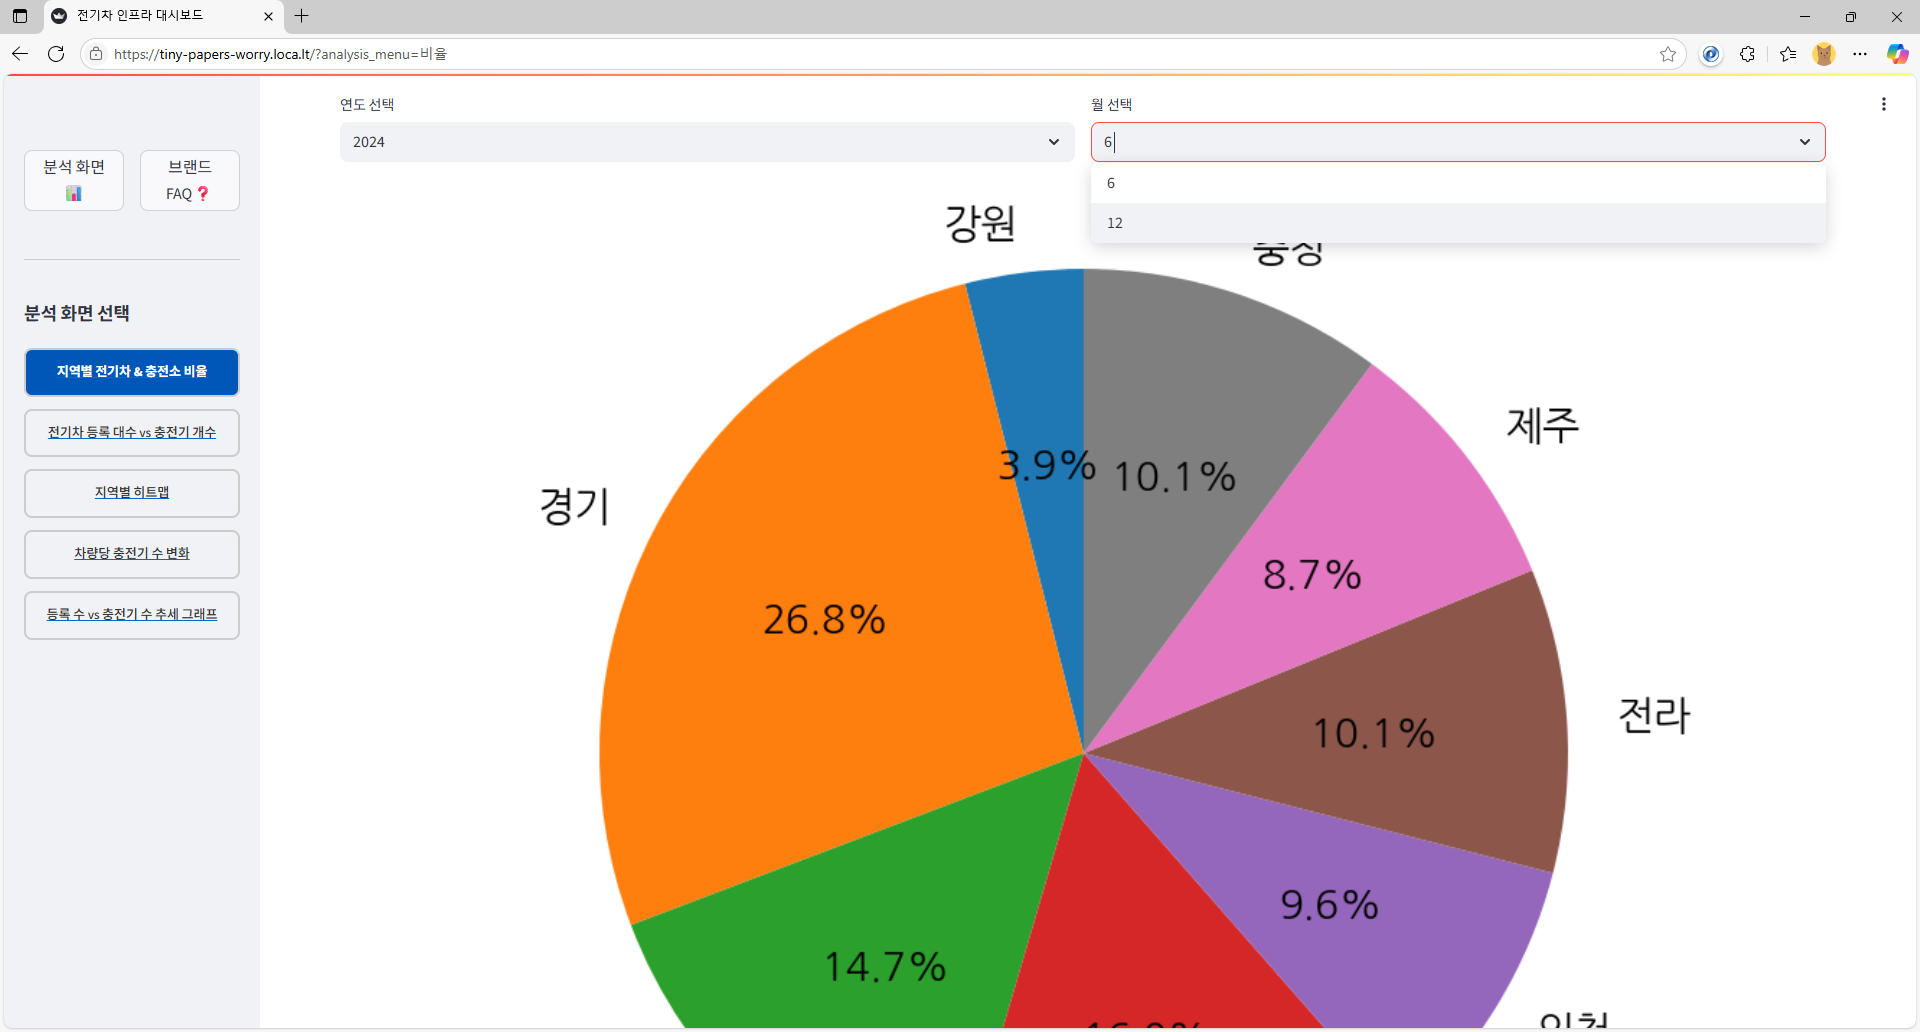 전기차 인프라 대시보드
https://tiny-papers-worry.loca.lt/?analysis_menu=비율
분석 화면
브랜드
FAQ ❓
분석 화면 선택
지역별 전기차 & 충전소 비율
전기차 등록 대수 vs 충전기 개수
지역별 히트맵
차량당 충전기 수 변화
등록 수 vs 충전기 수 추세 그래프
연도 선택
2024
월 선택
6
6
12
강원
제주
경기
전라
3.9%
10.1%
8.7%
26.8%
10.1%
9.6%
14.7%